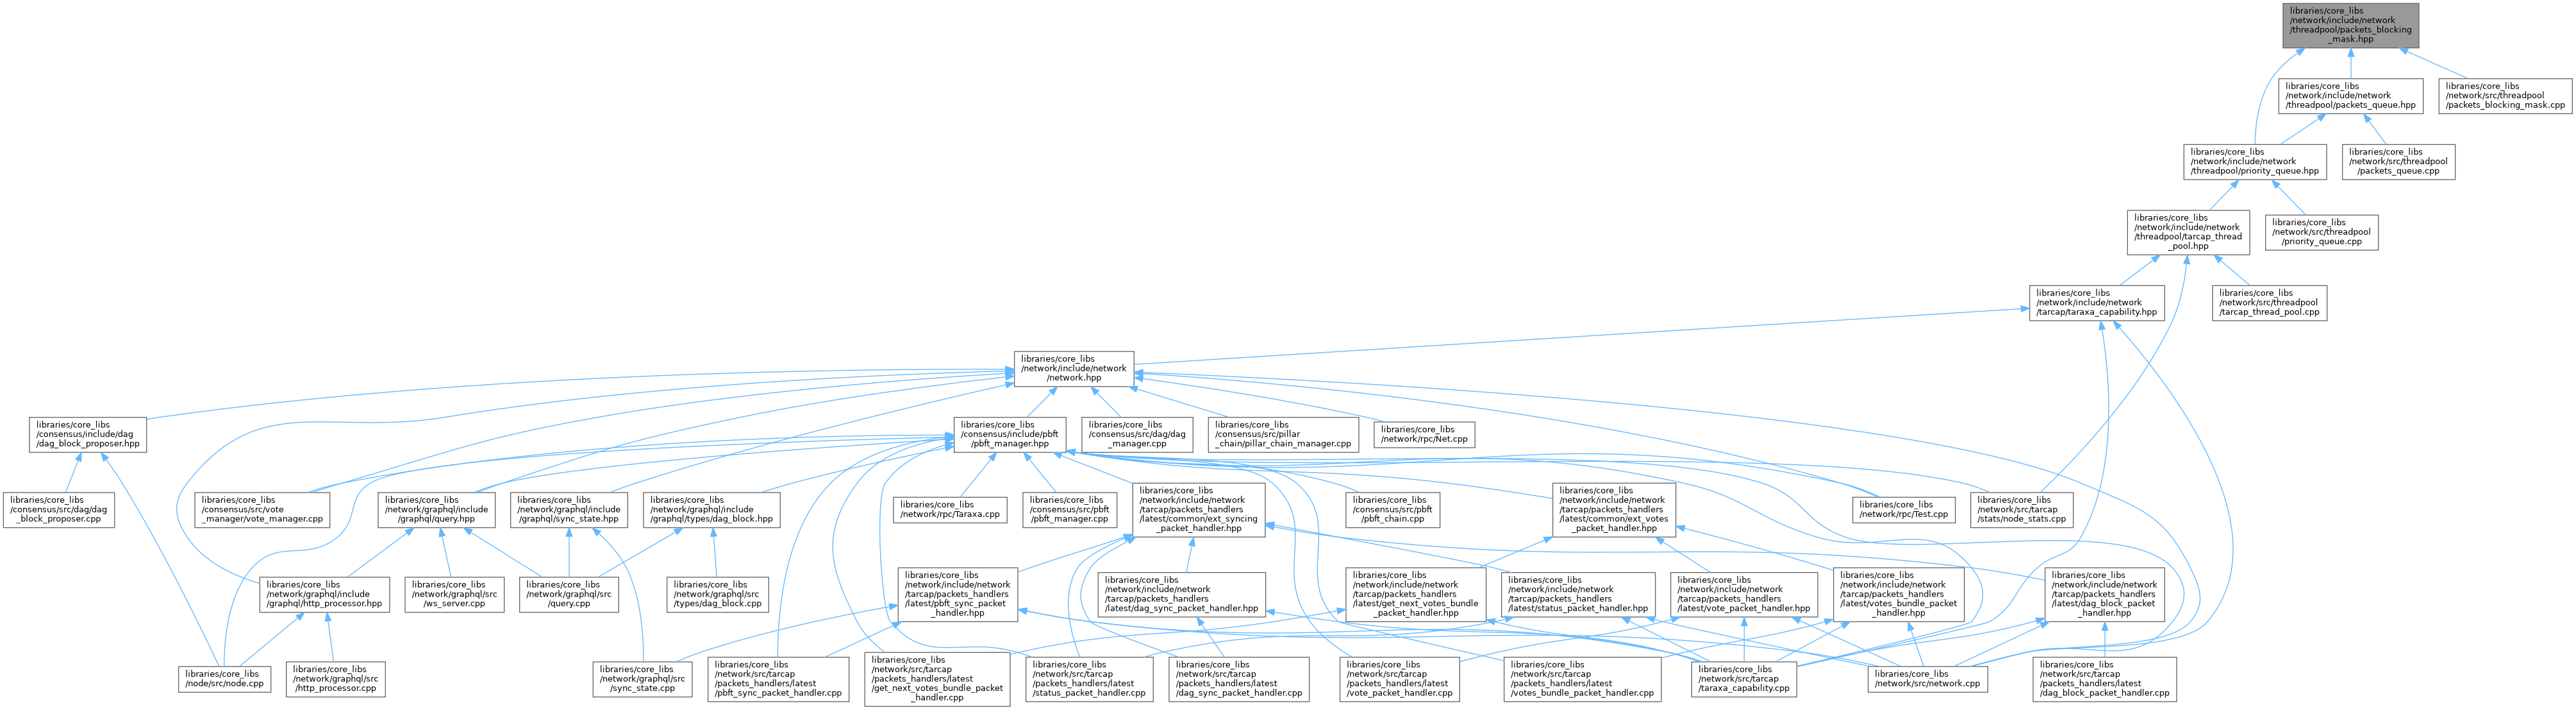 libraries/core_libs
/network/include/network
/threadpool/packets_blocking
_mask.hpp
libraries/core_libs
/network/include/network
/threadpool/packets_queue.hpp
libraries/core_libs
/network/src/threadpool
/packets_blocking_mask.cpp
libraries/core_libs
/network/include/network
/threadpool/priority_queue.hpp
libraries/core_libs
/network/src/threadpool
/packets_queue.cpp
libraries/core_libs
/network/include/network
/threadpool/tarcap_thread
_pool.hpp
libraries/core_libs
/network/src/threadpool
/priority_queue.cpp
libraries/core_libs
/network/include/network
/tarcap/taraxa_capability.hpp
libraries/core_libs
/network/src/threadpool
/tarcap_thread_pool.cpp
libraries/core_libs
/network/include/network
/network.hpp
libraries/core_libs
/consensus/include/dag
/dag_block_proposer.hpp
libraries/core_libs
/consensus/include/pbft
/pbft_manager.hpp
libraries/core_libs
/consensus/src/dag/dag
_manager.cpp
libraries/core_libs
/consensus/src/pillar
_chain/pillar_chain_manager.cpp
libraries/core_libs
/network/rpc/Net.cpp
libraries/core_libs
/consensus/src/dag/dag
_block_proposer.cpp
libraries/core_libs
/consensus/src/vote
_manager/vote_manager.cpp
libraries/core_libs
/network/graphql/include
/graphql/query.hpp
libraries/core_libs
/network/graphql/include
/graphql/sync_state.hpp
libraries/core_libs
/network/graphql/include
/graphql/types/dag_block.hpp
libraries/core_libs
/network/rpc/Taraxa.cpp
libraries/core_libs
/consensus/src/pbft
/pbft_manager.cpp
libraries/core_libs
/network/include/network
/tarcap/packets_handlers
/latest/common/ext_syncing
_packet_handler.hpp
libraries/core_libs
/consensus/src/pbft
/pbft_chain.cpp
libraries/core_libs
/network/include/network
/tarcap/packets_handlers
/latest/common/ext_votes
_packet_handler.hpp
libraries/core_libs
/network/rpc/Test.cpp
libraries/core_libs
/network/src/tarcap
/stats/node_stats.cpp
libraries/core_libs
/network/graphql/include
/graphql/http_processor.hpp
libraries/core_libs
/network/graphql/src
/ws_server.cpp
libraries/core_libs
/network/graphql/src
/query.cpp
libraries/core_libs
/network/graphql/src
/types/dag_block.cpp
libraries/core_libs
/network/include/network
/tarcap/packets_handlers
/latest/pbft_sync_packet
_handler.hpp
libraries/core_libs
/network/include/network
/tarcap/packets_handlers
/latest/dag_sync_packet_handler.hpp
libraries/core_libs
/network/include/network
/tarcap/packets_handlers
/latest/get_next_votes_bundle
_packet_handler.hpp
libraries/core_libs
/network/include/network
/tarcap/packets_handlers
/latest/status_packet_handler.hpp
libraries/core_libs
/network/include/network
/tarcap/packets_handlers
/latest/vote_packet_handler.hpp
libraries/core_libs
/network/include/network
/tarcap/packets_handlers
/latest/votes_bundle_packet
_handler.hpp
libraries/core_libs
/network/include/network
/tarcap/packets_handlers
/latest/dag_block_packet
_handler.hpp
libraries/core_libs
/node/src/node.cpp
libraries/core_libs
/network/graphql/src
/http_processor.cpp
libraries/core_libs
/network/graphql/src
/sync_state.cpp
libraries/core_libs
/network/src/tarcap
/packets_handlers/latest
/pbft_sync_packet_handler.cpp
libraries/core_libs
/network/src/tarcap
/packets_handlers/latest
/get_next_votes_bundle_packet
_handler.cpp
libraries/core_libs
/network/src/tarcap
/packets_handlers/latest
/status_packet_handler.cpp
libraries/core_libs
/network/src/tarcap
/packets_handlers/latest
/dag_sync_packet_handler.cpp
libraries/core_libs
/network/src/tarcap
/packets_handlers/latest
/vote_packet_handler.cpp
libraries/core_libs
/network/src/tarcap
/packets_handlers/latest
/votes_bundle_packet_handler.cpp
libraries/core_libs
/network/src/tarcap
/taraxa_capability.cpp
libraries/core_libs
/network/src/network.cpp
libraries/core_libs
/network/src/tarcap
/packets_handlers/latest
/dag_block_packet_handler.cpp